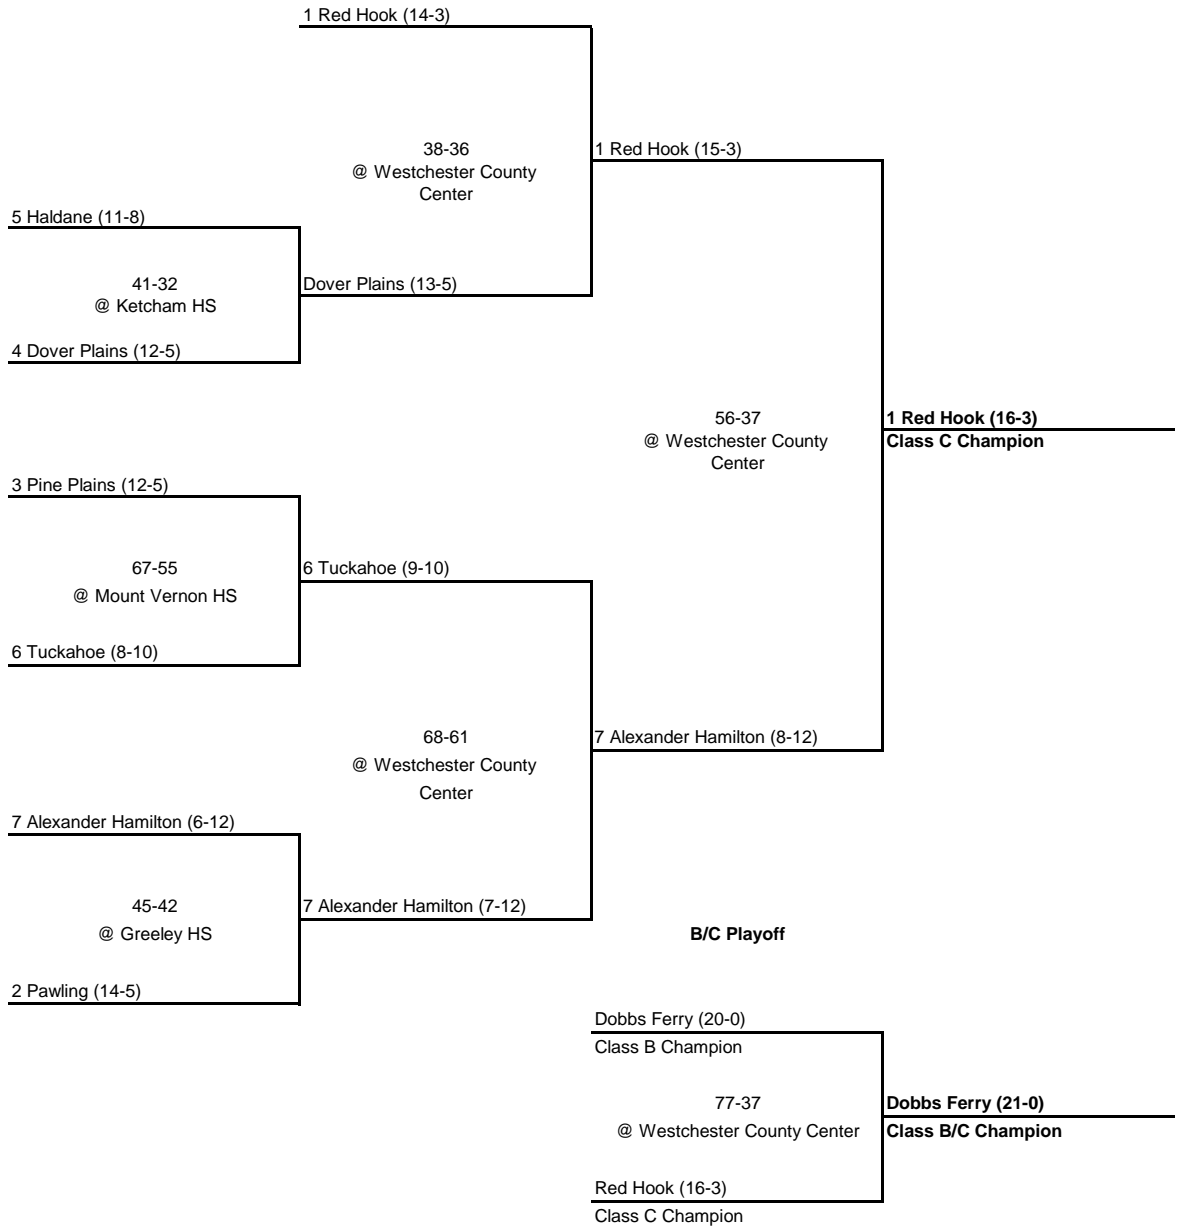 1 Red Hook (14-3)
38-36
@ Westchester County
Center
1 Red Hook (15-3)
5 Haldane (11-8)
41-32
@ Ketcham HS
Dover Plains (13-5)
4 Dover Plains (12-5)
56-37
@ Westchester County
Center
1 Red Hook (16-3)
Class C Champion
3 Pine Plains (12-5)
67-55
@ Mount Vernon HS
6 Tuckahoe (9-10)
6 Tuckahoe (8-10)
68-61
@ Westchester County
Center
7 Alexander Hamilton (8-12)
7 Alexander Hamilton (6-12)
45-42
@ Greeley HS
7 Alexander Hamilton (7-12)
2 Pawling (14-5)
B/C Playoff
Dobbs Ferry (20-0)
Class B Champion
77-37
@ Westchester County Center
Dobbs Ferry (21-0)
Class B/C Champion
Red Hook (16-3)
Class C Champion